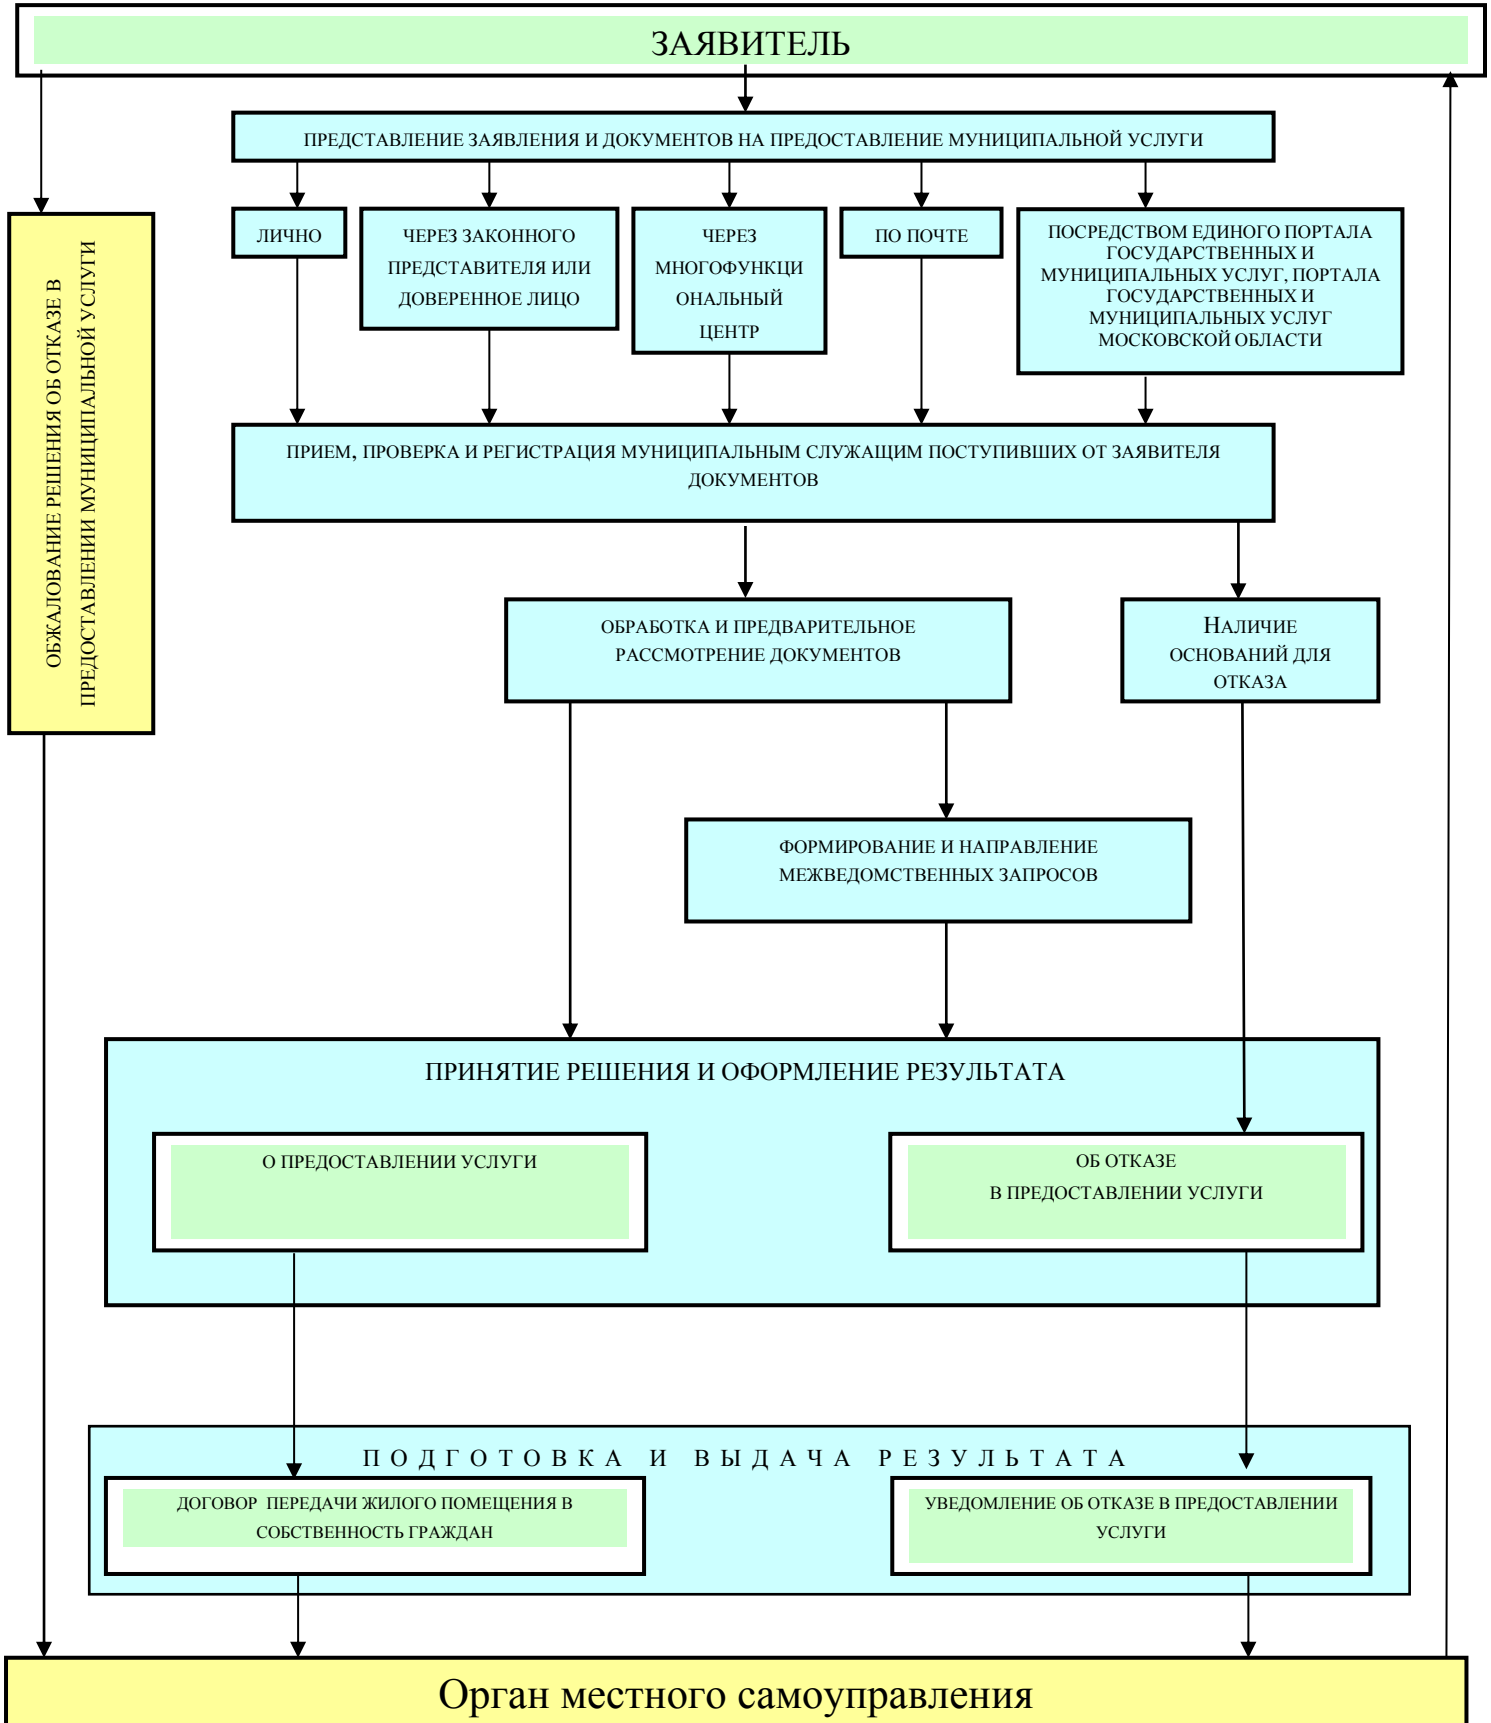 ЗАЯВИТЕЛЬ
ПРЕДСТАВЛЕНИЕ ЗАЯВЛЕНИЯ И ДОКУМЕНТОВ НА ПРЕДОСТАВЛЕНИЕ МУНИЦИПАЛЬНОЙ УСЛУГИ
ОБЖАЛОВАНИЕ РЕШЕНИЯ ОБ ОТКАЗЕ В
ПРЕДОСТАВЛЕНИИ МУНИЦИПАЛЬНОЙ УСЛУГИ
ЛИЧНО
ЧЕРЕЗ ЗАКОННОГО
ПРЕДСТАВИТЕЛЯ ИЛИ
ДОВЕРЕННОЕ ЛИЦО
ЧЕРЕЗ
МНОГОФУНКЦИ
ОНАЛЬНЫЙ
ЦЕНТР
ПО ПОЧТЕ
ПОСРЕДСТВОМ ЕДИНОГО ПОРТАЛА
ГОСУДАРСТВЕННЫХ И
МУНИЦИПАЛЬНЫХ УСЛУГ, ПОРТАЛА
ГОСУДАРСТВЕННЫХ И
МУНИЦИПАЛЬНЫХ УСЛУГ
МОСКОВСКОЙ ОБЛАСТИ
ПРИЕМ, ПРОВЕРКА И РЕГИСТРАЦИЯ МУНИЦИПАЛЬНЫМ СЛУЖАЩИМ ПОСТУПИВШИХ ОТ ЗАЯВИТЕЛЯ
ДОКУМЕНТОВ
ОБРАБОТКА И ПРЕДВАРИТЕЛЬНОЕ
РАССМОТРЕНИЕ ДОКУМЕНТОВ
НАЛИЧИЕ
ОСНОВАНИЙ ДЛЯ
ОТКАЗА
ФОРМИРОВАНИЕ И НАПРАВЛЕНИЕ
МЕЖВЕДОМСТВЕННЫХ ЗАПРОСОВ
ПРИНЯТИЕ РЕШЕНИЯ И ОФОРМЛЕНИЕ РЕЗУЛЬТАТА
О ПРЕДОСТАВЛЕНИИ УСЛУГИ
ОБ ОТКАЗЕ
В ПРЕДОСТАВЛЕНИИ УСЛУГИ
ПОДГОТОВКА И ВЫДАЧА РЕЗУЛЬТАТА
ДОГОВОР ПЕРЕДАЧИ ЖИЛОГО ПОМЕЩЕНИЯ В
СОБСТВЕННОСТЬ ГРАЖДАН
УВЕДОМЛЕНИЕ ОБ ОТКАЗЕ В ПРЕДОСТАВЛЕНИИ
УСЛУГИ
Орган местного самоуправления